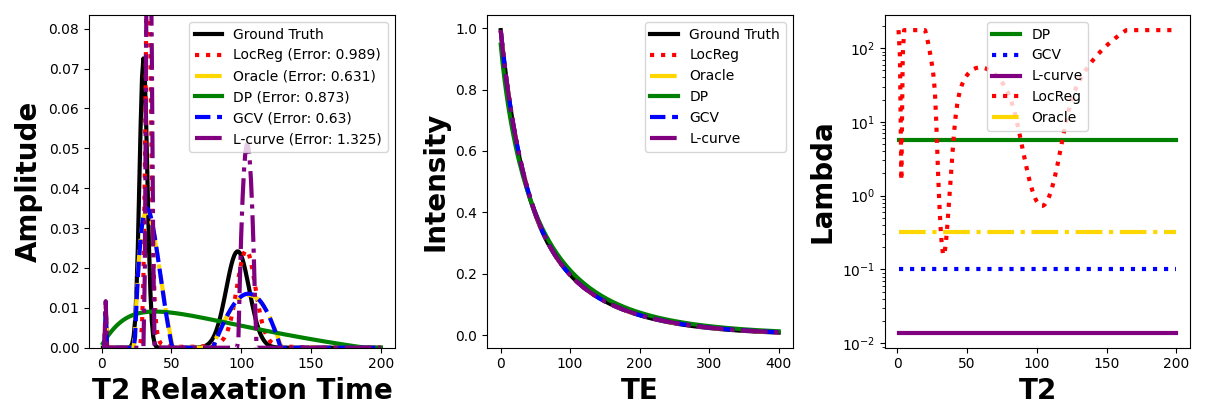 Amplitude
0.08
0.07
0.06
0.05
0.04
0.03
0.02
0.01
0.00
Ground Truth
LocReg (Error: 0.989)
Oracle (Error: 0.631)
DP (Error: 0.873)
GCV (Error: 0.63)
L-curve (Error: 1.325)
0 50 100 150 200
T2 Relaxation Time
Intensity
1.0
0.8
0.6
0.4
0.2
0.0
Ground Truth
LocReg
Oracle
DP
GCV
L-curve
0 100 200 300 400
TE
Lambda
10²
10¹
10⁰
10⁻¹
10⁻²
DP
GCV
L-curve
LocReg
Oracle
0 50 100 150 200
T2